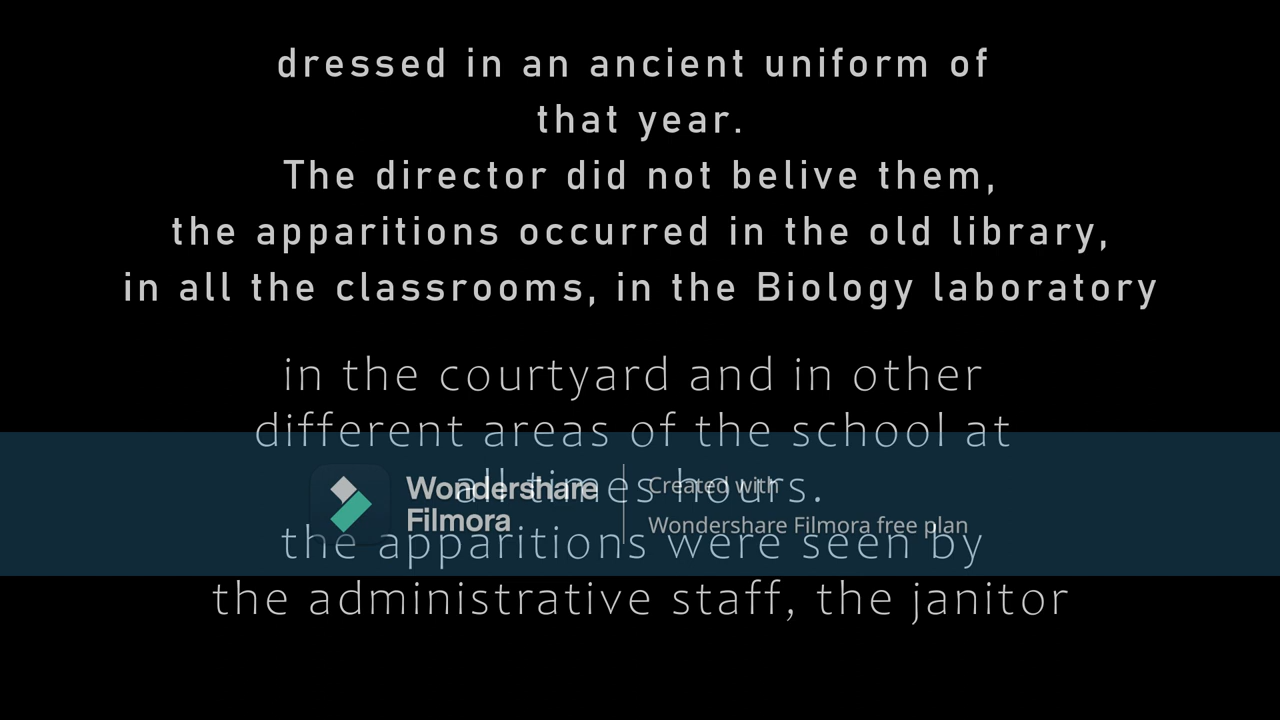 dressed in an ancient uniform of
that year.
The director did not belive them,
the apparitions occurred in the old library,
in all the classrooms, in the Biology laboratory
in the courtyard and in other
different areas of the school at
all times hours.
Wondershare
Filmora
Created with
Wondershare Filmora free plan
the apparitions were seen by
the administrative staff, the janitor